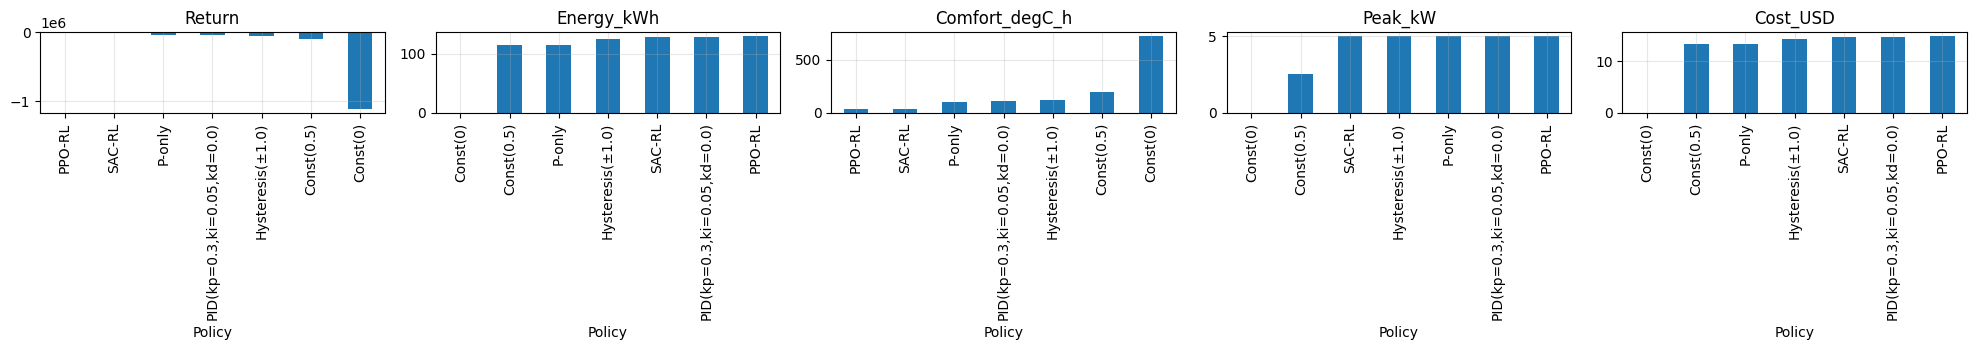 Return
1e6
0
−1
PPO-RL
SAC-RL
P-only
PID(kp=0.3,ki=0.05,kd=0.0)
Hysteresis(±1.0)
Const(0.5)
Const(0)
Policy
Energy_kWh
100
0
Const(0)
Const(0.5)
P-only
Hysteresis(±1.0)
SAC-RL
PID(kp=0.3,ki=0.05,kd=0.0)
PPO-RL
Policy
Comfort_degC_h
500
0
PPO-RL
SAC-RL
P-only
PID(kp=0.3,ki=0.05,kd=0.0)
Hysteresis(±1.0)
Const(0.5)
Const(0)
Policy
Peak_kW
5
0
Const(0)
Const(0.5)
SAC-RL
Hysteresis(±1.0)
P-only
PID(kp=0.3,ki=0.05,kd=0.0)
PPO-RL
Policy
Cost_USD
10
0
Const(0)
Const(0.5)
P-only
Hysteresis(±1.0)
SAC-RL
PID(kp=0.3,ki=0.05,kd=0.0)
PPO-RL
Policy